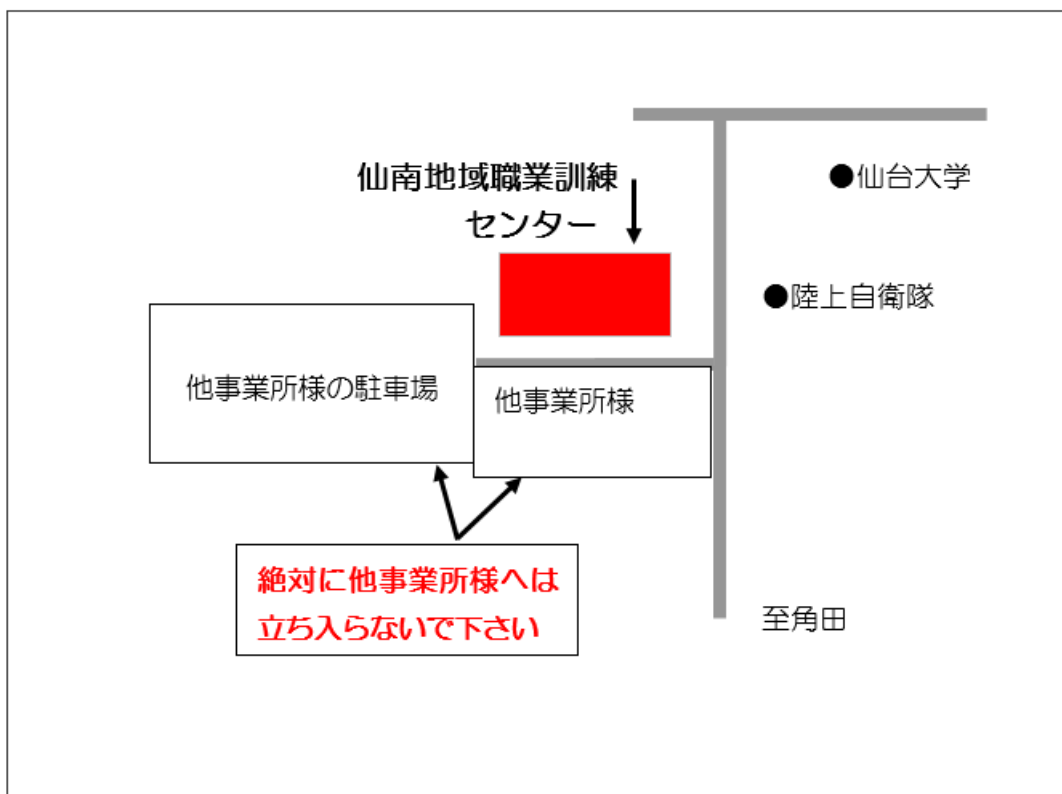 仙南地域職業訓練
センター
●仙台大学
●陸上自衛隊
他事業所様の駐車場
他事業所様
絶対に他事業所様へは
立ち入らないで下さい
至角田